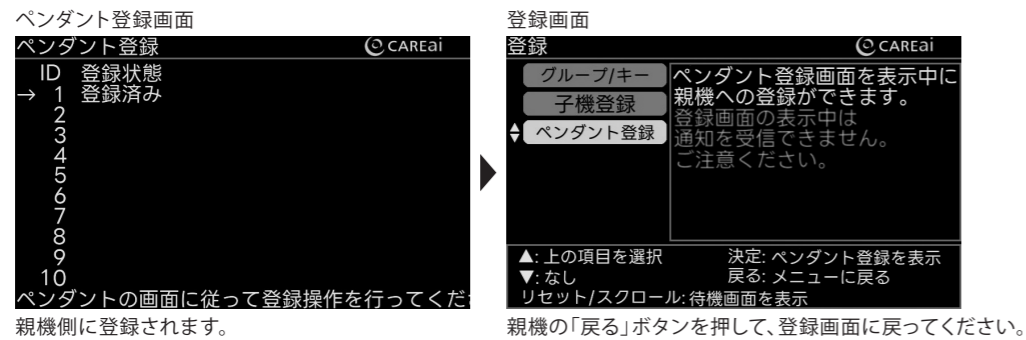 ペンダント登録画面
ペンダント登録 CAREai
ID 登録状態
→ 1 登録済み
2
3
4
5
6
7
8
9
10
ペンダントの画面に従って登録操作を行ってくだ
親機側に登録されます。
登録画面
登録 CAREai
グループ/キー
子機登録
ペンダント登録
ペンダント登録画面を表示中に
親機への登録ができます。
登録画面の表示中は
通知を受信できません。
ご注意ください。
▲: 上の項目を選択 決定: ペンダント登録を表示
▼: なし 戻る: メニューに戻る
リセット/スクロール: 待機画面を表示
親機の「戻る」ボタンを押して、登録画面に戻ってください。